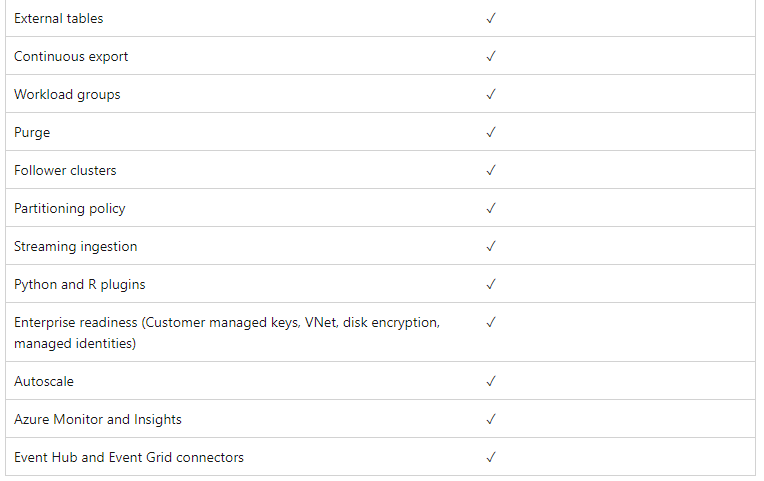 External tables ✓
Continuous export ✓
Workload groups ✓
Purge ✓
Follower clusters ✓
Partitioning policy ✓
Streaming ingestion ✓
Python and R plugins ✓
Enterprise readiness (Customer managed keys, VNet, disk encryption, ✓
managed identities)
Autoscale ✓
Azure Monitor and Insights ✓
Event Hub and Event Grid connectors ✓